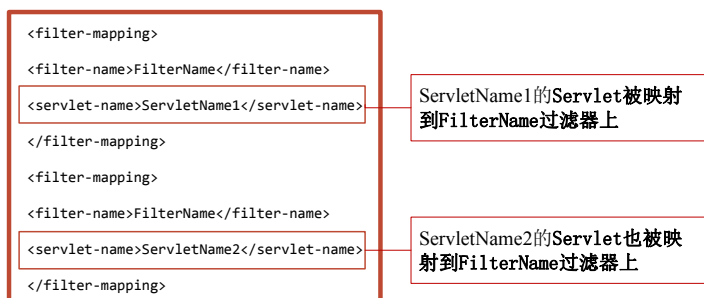 <filter-mapping>
<filter-name>FilterName</filter-name>
<servlet-name>ServletName1</servlet-name>
</filter-mapping>
<filter-mapping>
<filter-name>FilterName</filter-name>
<servlet-name>ServletName2</servlet-name>
</filter-mapping>
ServletName1的Servlet被映射
到FilterName过滤器上
ServletName2的Servlet也被映
射到FilterName过滤器上